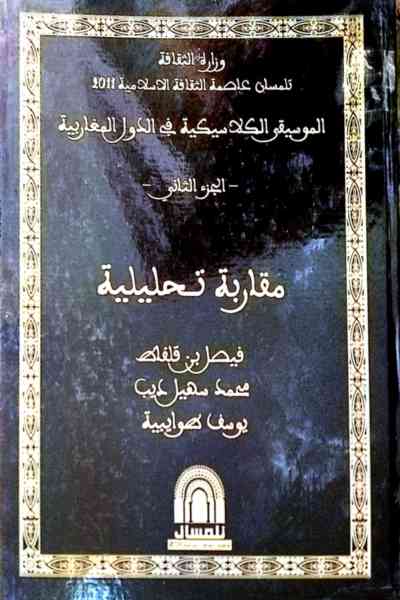 وزارة الثقافة
تلمسان عاصمة الثقافة الاسلامية 2011
الموسيقى الكلاسيكية في الدول المغاربية
- الجزء الثاني -
مقاربة تحليلية
فيصل بن قلفاط
محمد سهيل ديب
يوسف طوايبية
تلمسان